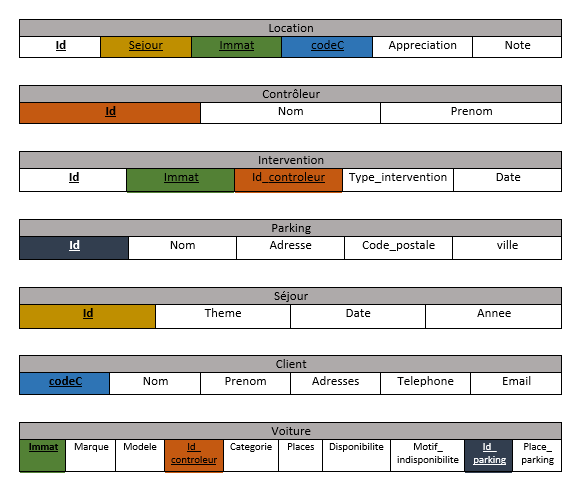 Location
Id Sejour Immat codeC Appreciation Note
Contrôleur
Id Nom Prenom
Intervention
Id Immat Id_controleur Type_intervention Date
Parking
Id Nom Adresse Code_postale ville
Séjour
Id Theme Date Annee
Client
codeC Nom Prenom Adresses Telephone Email
Voiture
Immat Marque Modele Id_ Categorie Places Disponibilite Motif_ Id_ Place_
controleur indisponibilite parking parking